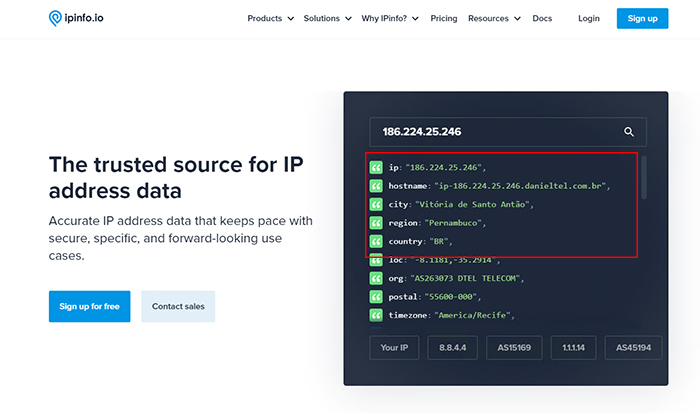 ipinfo.io
Products Solutions Why IPinfo? Pricing Resources Docs Login Sign up
The trusted source for IP
address data
Accurate IP address data that keeps pace with
secure, specific, and forward-looking use
cases.
Sign up for free Contact sales
186.224.25.246
ip: "186.224.25.246",
hostname: "ip-186.224.25.246.danieltel.com.br",
city: "Vitória de Santo Antão",
region: "Pernambuco",
country: "BR",
loc: "-8.1181,-35.2914",
org: "AS263073 DTEL TELECOM",
postal: "55600-000",
timezone: "America/Recife",
Your IP 8.8.4.4 AS15169 1.1.1.14 AS45194